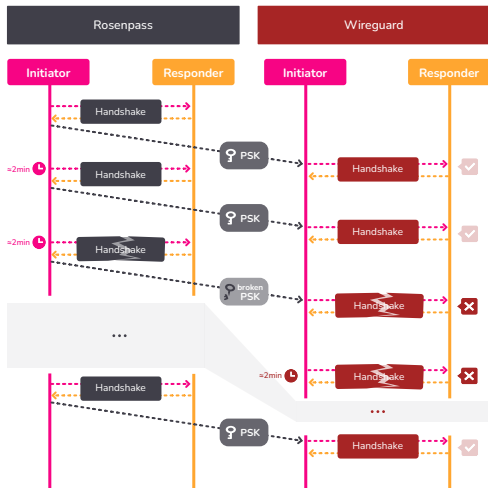 Rosenpass
Wireguard
Initiator
Responder
Initiator
Responder
Handshake
PSK
Handshake
≈2min
Handshake
PSK
Handshake
≈2min
Handshake
broken
PSK
Handshake
...
≈2min
Handshake
Handshake
...
PSK
Handshake